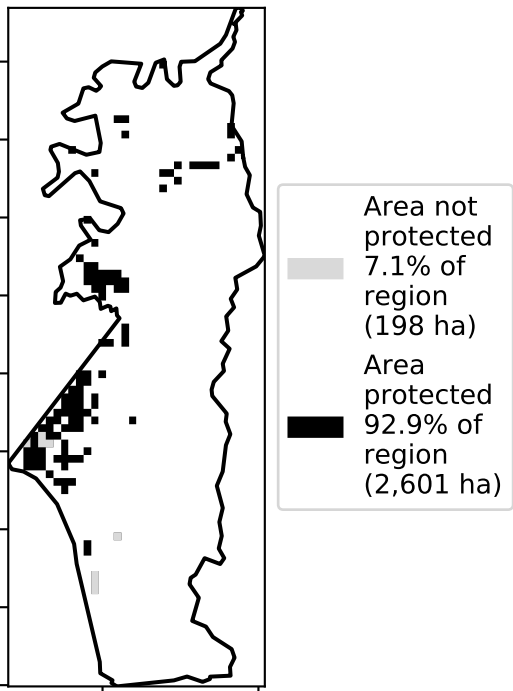 Area not
protected
7.1% of
region
(198 ha)
Area
protected
92.9% of
region
(2,601 ha)